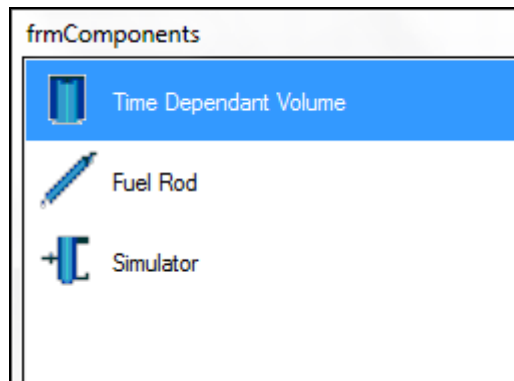 frmComponents
Time Dependant Volume
Fuel Rod
Simulator